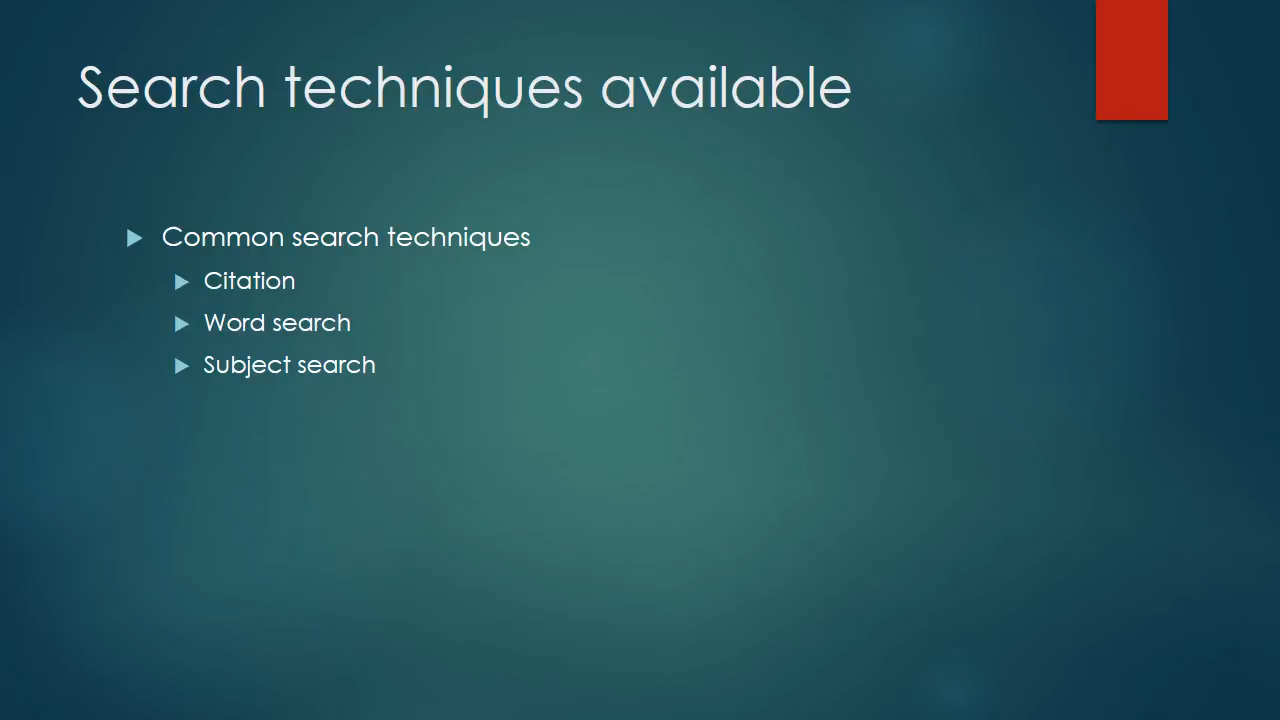 Search techniques available
Common search techniques
Citation
Word search
Subject search